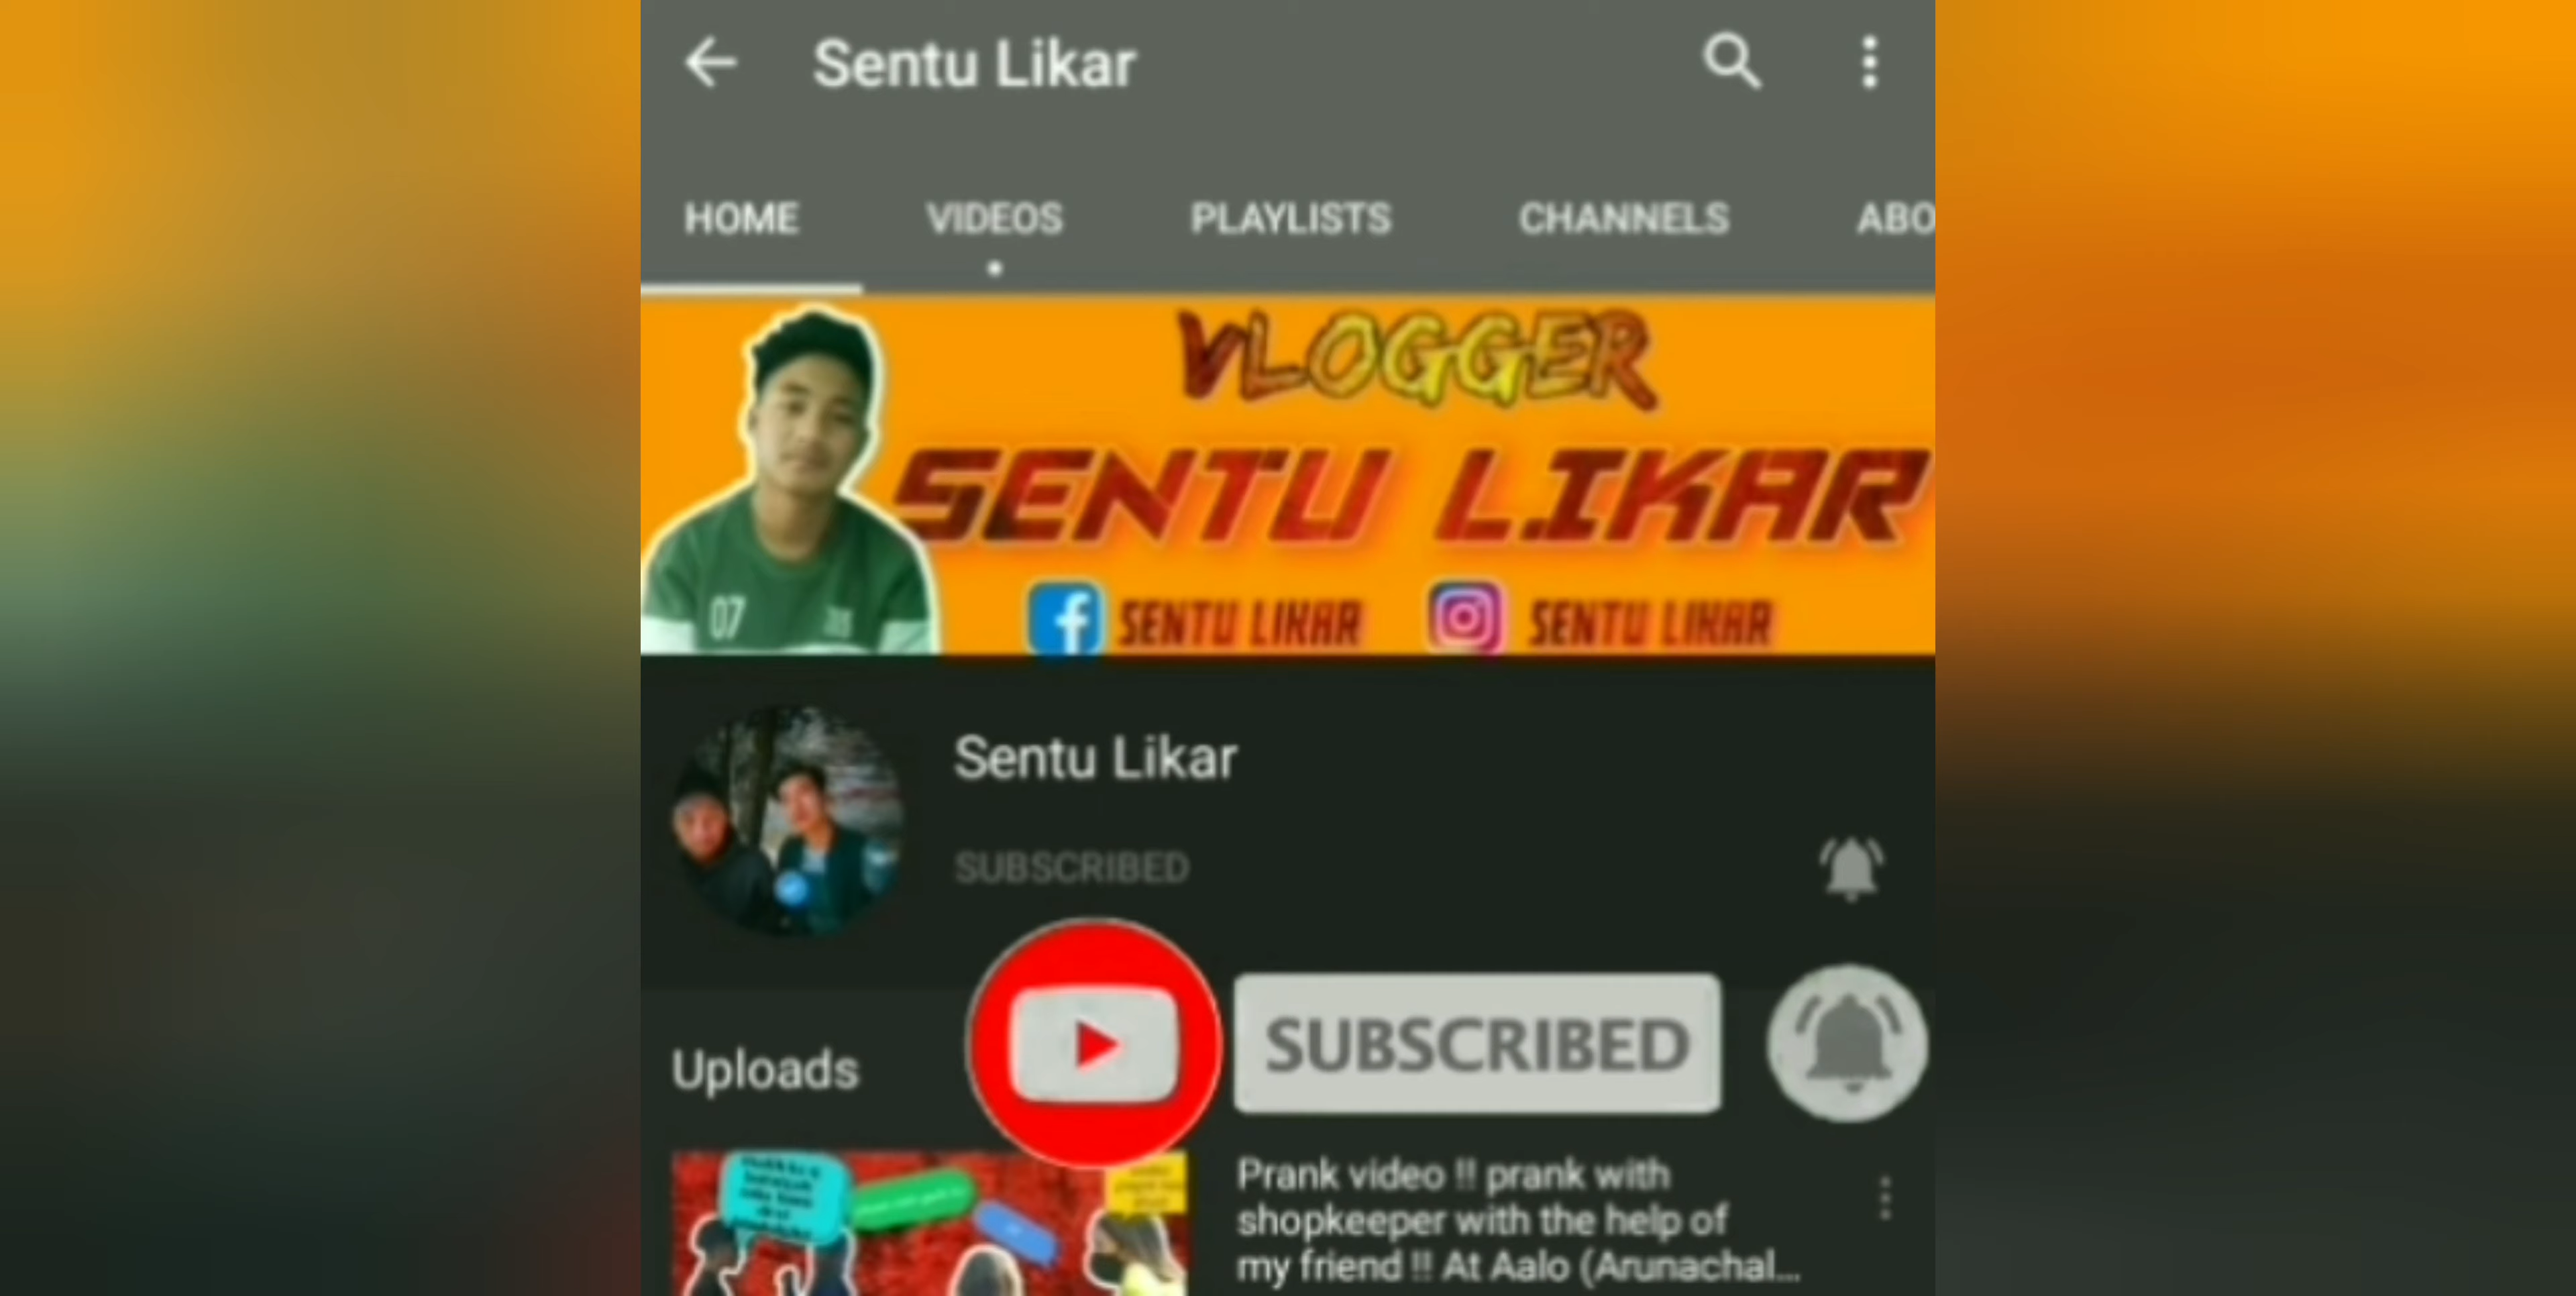 Sentu Likar
HOME VIDEOS PLAYLISTS CHANNELS ABO
VLOGGER
SENTU LIKAR
07
SENTU LIKAR SENTU LIKAR
Sentu Likar
SUBSCRIBED
SUBSCRIBED
Uploads
Prank video !! prank with
shopkeeper with the help of
my friend !! At Aalo (Arunachal...